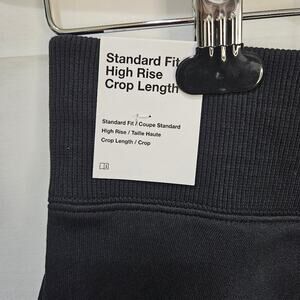 Standard Fit
High Rise
Crop Length
Standard Fit / Coupe Standard
High Rise / Taille Haute
Crop Length / Crop